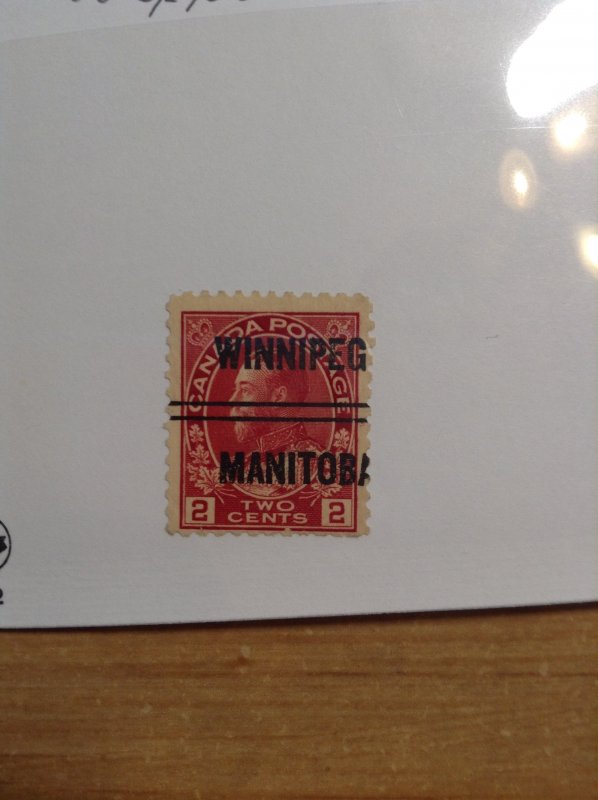 CANADA POSTAGE
WINNIPEG
MANITOBA
2 TWO CENTS 2